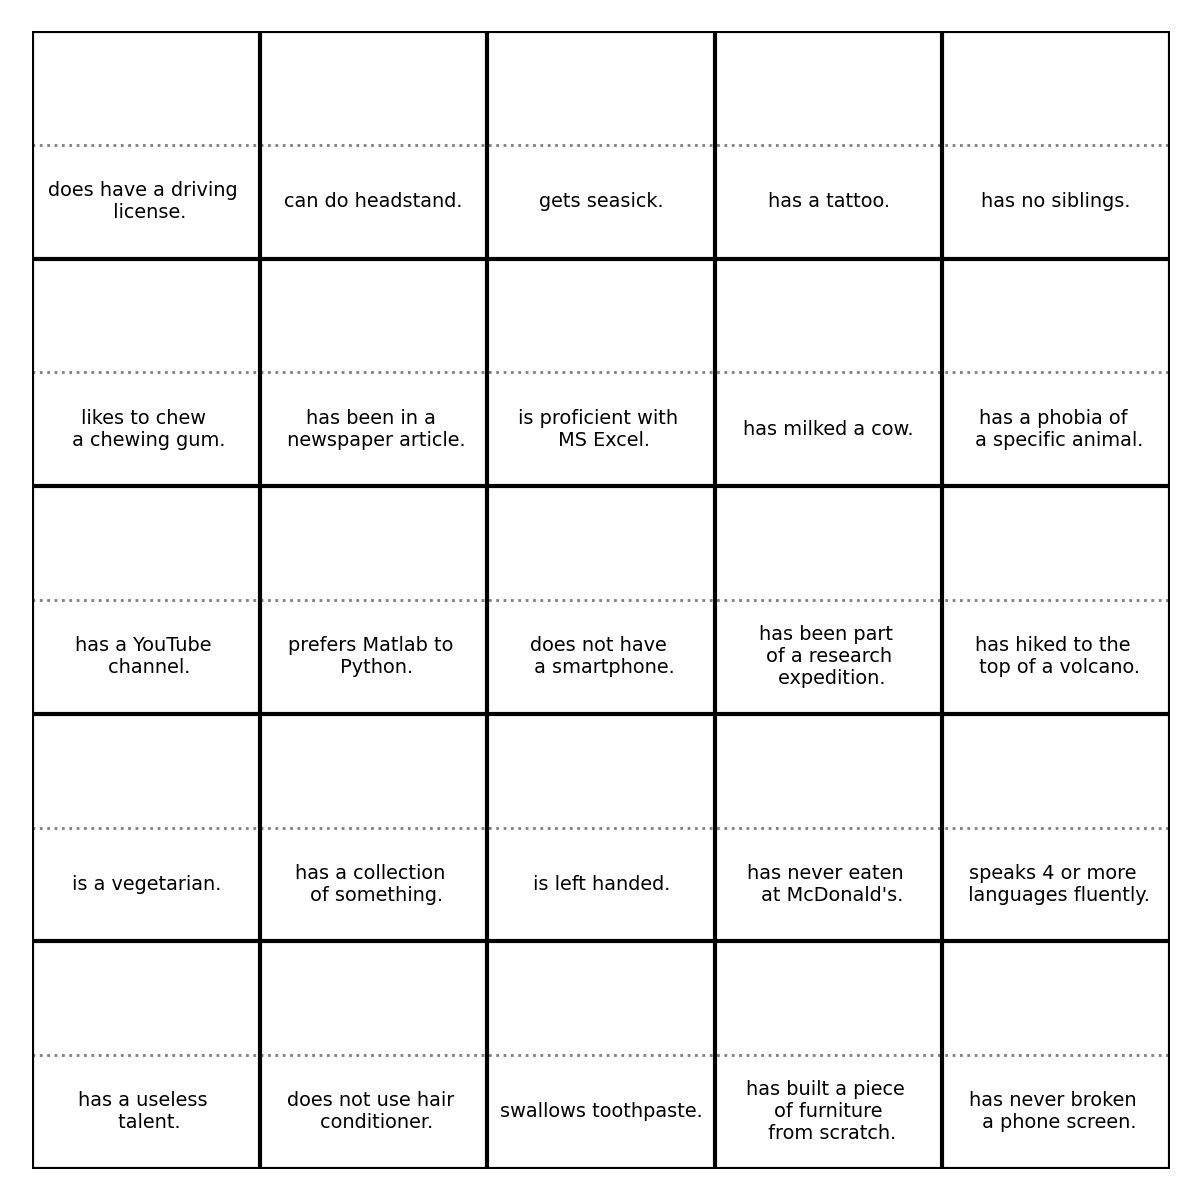 does have a driving
license.
can do headstand.
gets seasick.
has a tattoo.
has no siblings.
likes to chew
a chewing gum.
has been in a
newspaper article.
is proficient with
MS Excel.
has milked a cow.
has a phobia of
a specific animal.
has a YouTube
channel.
prefers Matlab to
Python.
does not have
a smartphone.
has been part
of a research
expedition.
has hiked to the
top of a volcano.
is a vegetarian.
has a collection
of something.
is left handed.
has never eaten
at McDonald's.
speaks 4 or more
languages fluently.
has a useless
talent.
does not use hair
conditioner.
swallows toothpaste.
has built a piece
of furniture
from scratch.
has never broken
a phone screen.